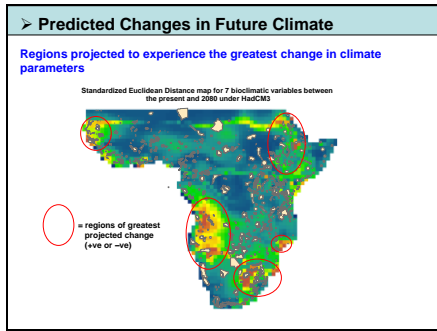 ➢ Predicted Changes in Future Climate
Regions projected to experience the greatest change in climate
parameters
Standardized Euclidean Distance map for 7 bioclimatic variables between
the present and 2080 under HadCM3
= regions of greatest
projected change
(+ve or –ve)